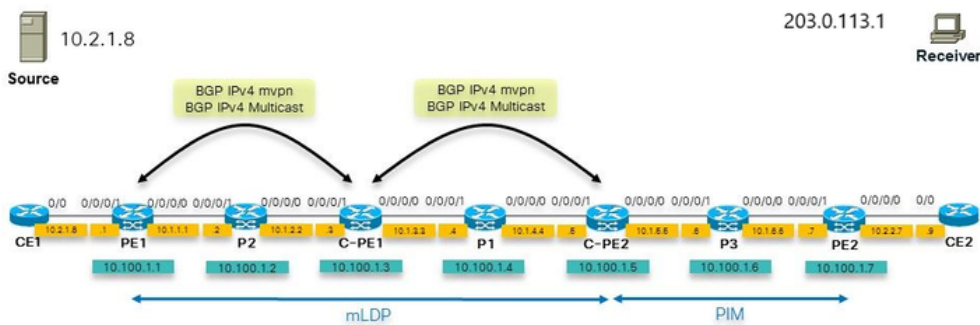 10.2.1.8
203.0.113.1
Source
Receiver
BGP IPv4 mvpn
BGP IPv4 Multicast
BGP IPv4 mvpn
BGP IPv4 Multicast
0/0 0/0/0/1 0/0/0/0 0/0/0/1 0/0/0/0 0/0/0/1 0/0/0/0 0/0/0/1 0/0/0/0 0/0/0/1 0/0/0/0 0/0/0/1 0/0/0/0 0/0
10.2.1.8 .1 10.1.1.1 .2 10.1.2.2 .3 10.1.3.3 .4 10.1.4.4 .5 10.1.5.5 .6 10.1.6.6 .7 10.2.2.7 .9
CE1 PE1 P2 C-PE1 P1 C-PE2 P3 PE2 CE2
10.100.1.1 10.100.1.2 10.100.1.3 10.100.1.4 10.100.1.5 10.100.1.6 10.100.1.7
mLDP PIM